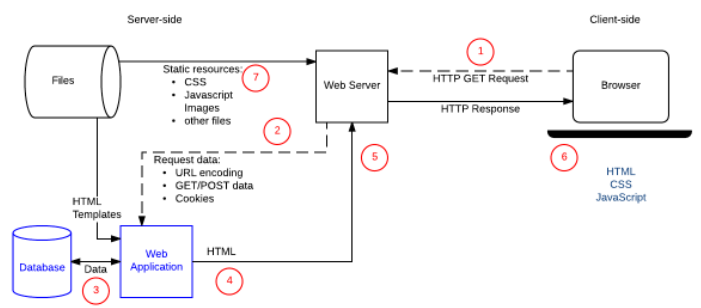 Server-side
Client-side
1
Files
Static resources:
• CSS
• Javascript
Images
• other files
7
Web Server
HTTP GET Request
HTTP Response
Browser
2
Request data:
• URL encoding
• GET/POST data
• Cookies
5
6
HTML
CSS
JavaScript
HTML
Templates
Database
Data
3
Web
Application
HTML
4